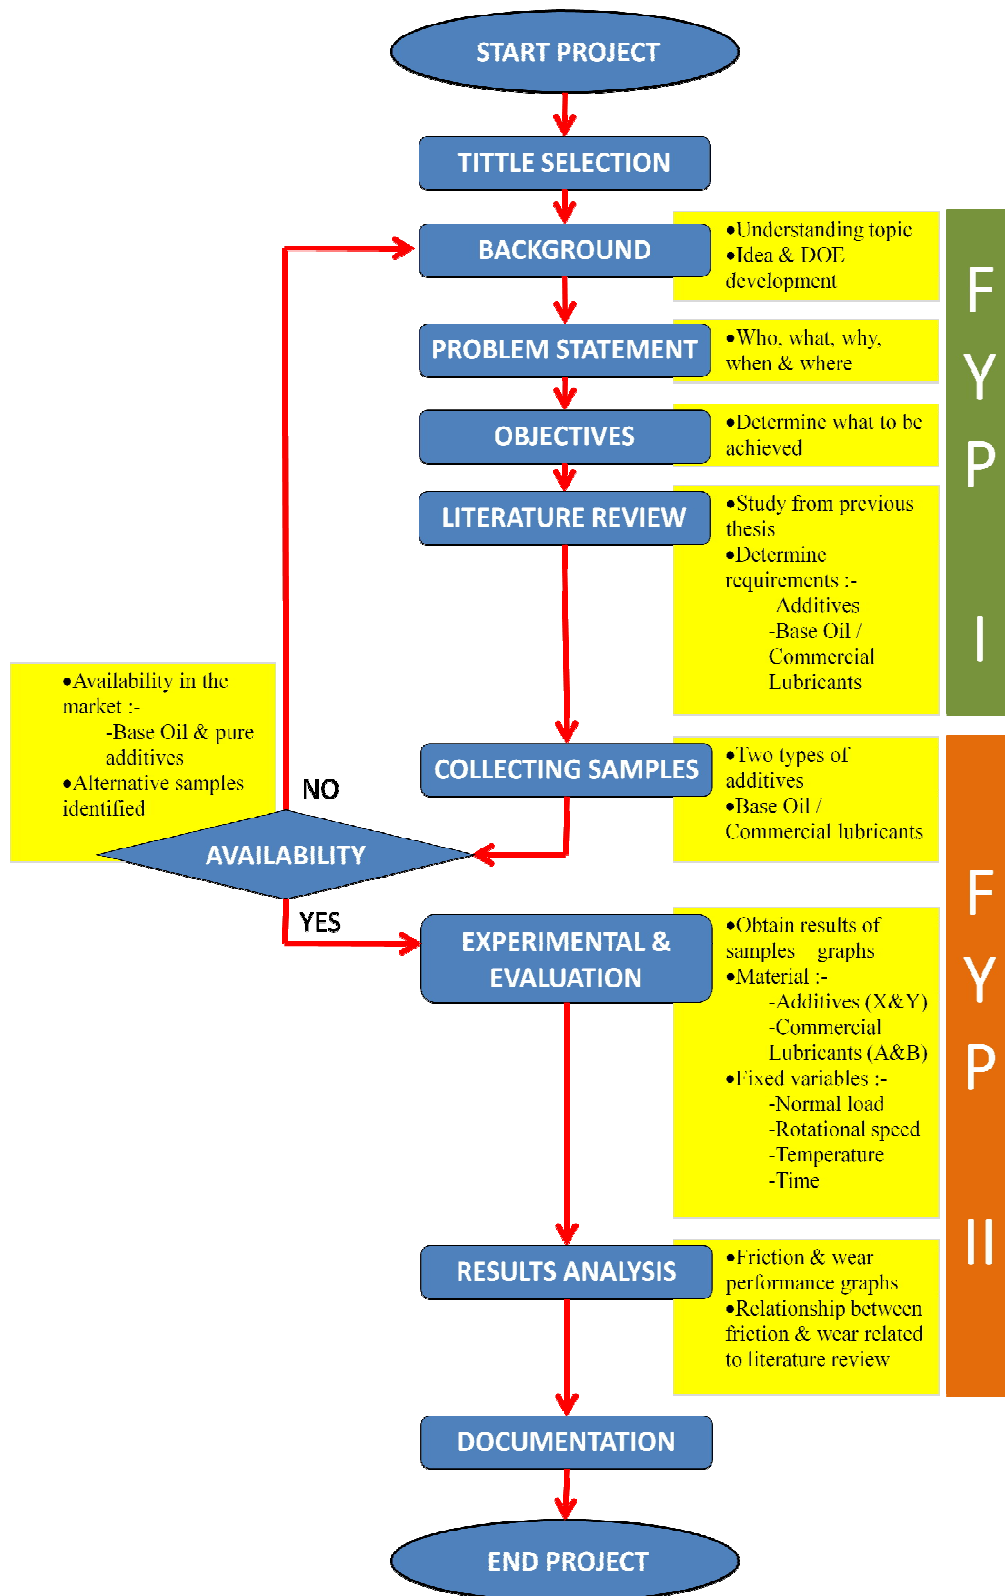 START PROJECT
TITTLE SELECTION
BACKGROUND
•Understanding topic
•Idea & DOE
development
PROBLEM STATEMENT
•Who, what, why,
when & where
OBJECTIVES
•Determine what to be
achieved
LITERATURE REVIEW
•Study from previous
thesis
•Determine
requirements :-
Additives
-Base Oil /
Commercial
Lubricants
F
Y
P
I
•Availability in the
market :-
-Base Oil & pure
additives
•Alternative samples
identified
NO
AVAILABILITY
YES
COLLECTING SAMPLES
•Two types of
additives
•Base Oil /
Commercial lubricants
EXPERIMENTAL &
EVALUATION
•Obtain results of
samples graphs
•Material :-
-Additives (X&Y)
-Commercial
Lubricants (A&B)
•Fixed variables :-
-Normal load
-Rotational speed
-Temperature
-Time
RESULTS ANALYSIS
•Friction & wear
performance graphs
•Relationship between
friction & wear related
to literature review
F
Y
P
II
DOCUMENTATION
END PROJECT